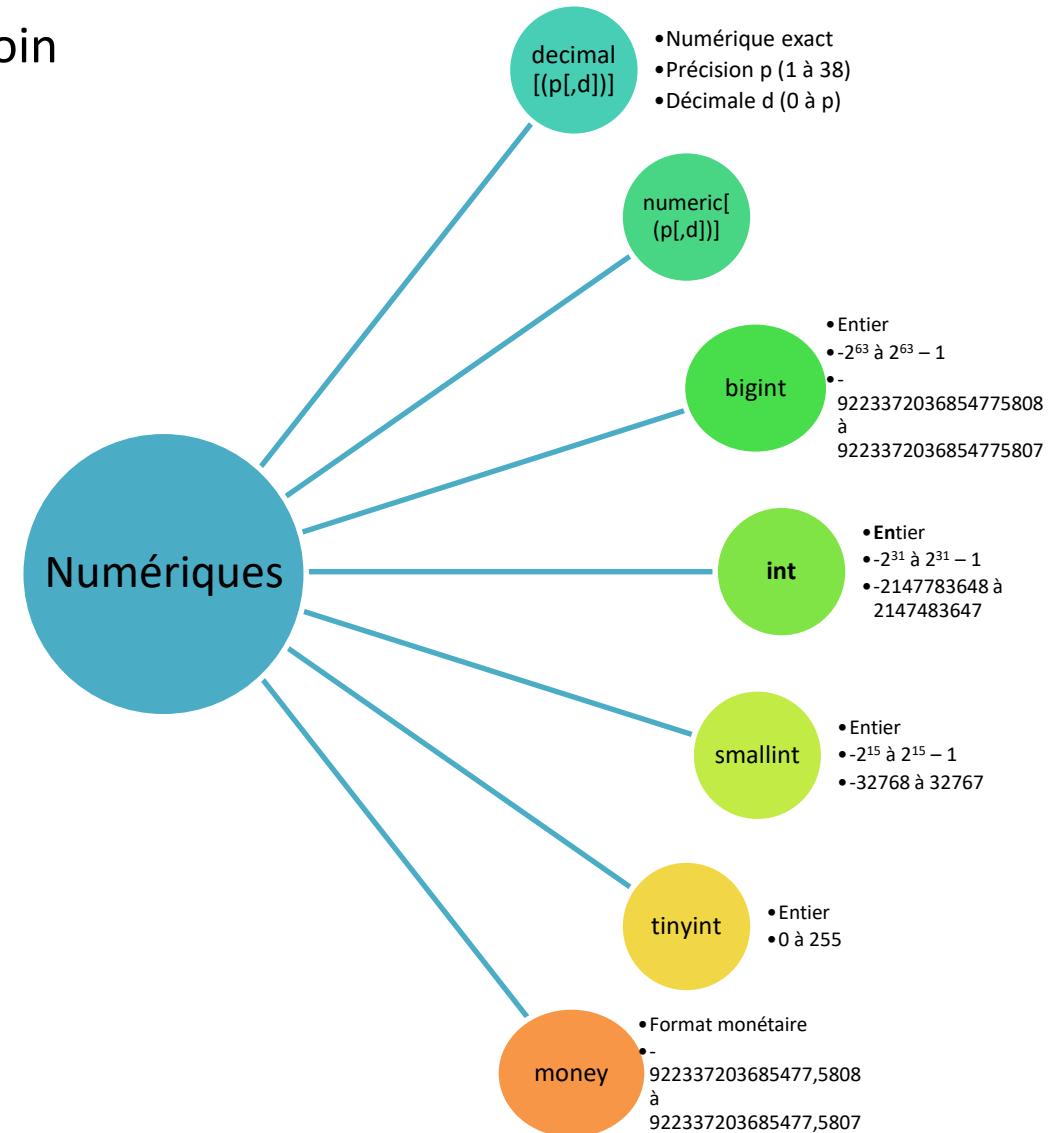 oin
decimal
[(p[,d])]
•Numérique exact
•Précision p (1 à 38)
•Décimale d (0 à p)
numeric[
(p[,d])]
bigint
•Entier
•-2⁶³ à 2⁶³ – 1
•-
9223372036854775808
à
9223372036854775807
Numériques
int
•Entier
•-2³¹ à 2³¹ – 1
•-2147783648 à
2147483647
smallint
•Entier
•-2¹⁵ à 2¹⁵ – 1
•-32768 à 32767
tinyint
•Entier
•0 à 255
money
•Format monétaire
•-
922337203685477,5808
à
922337203685477,5807